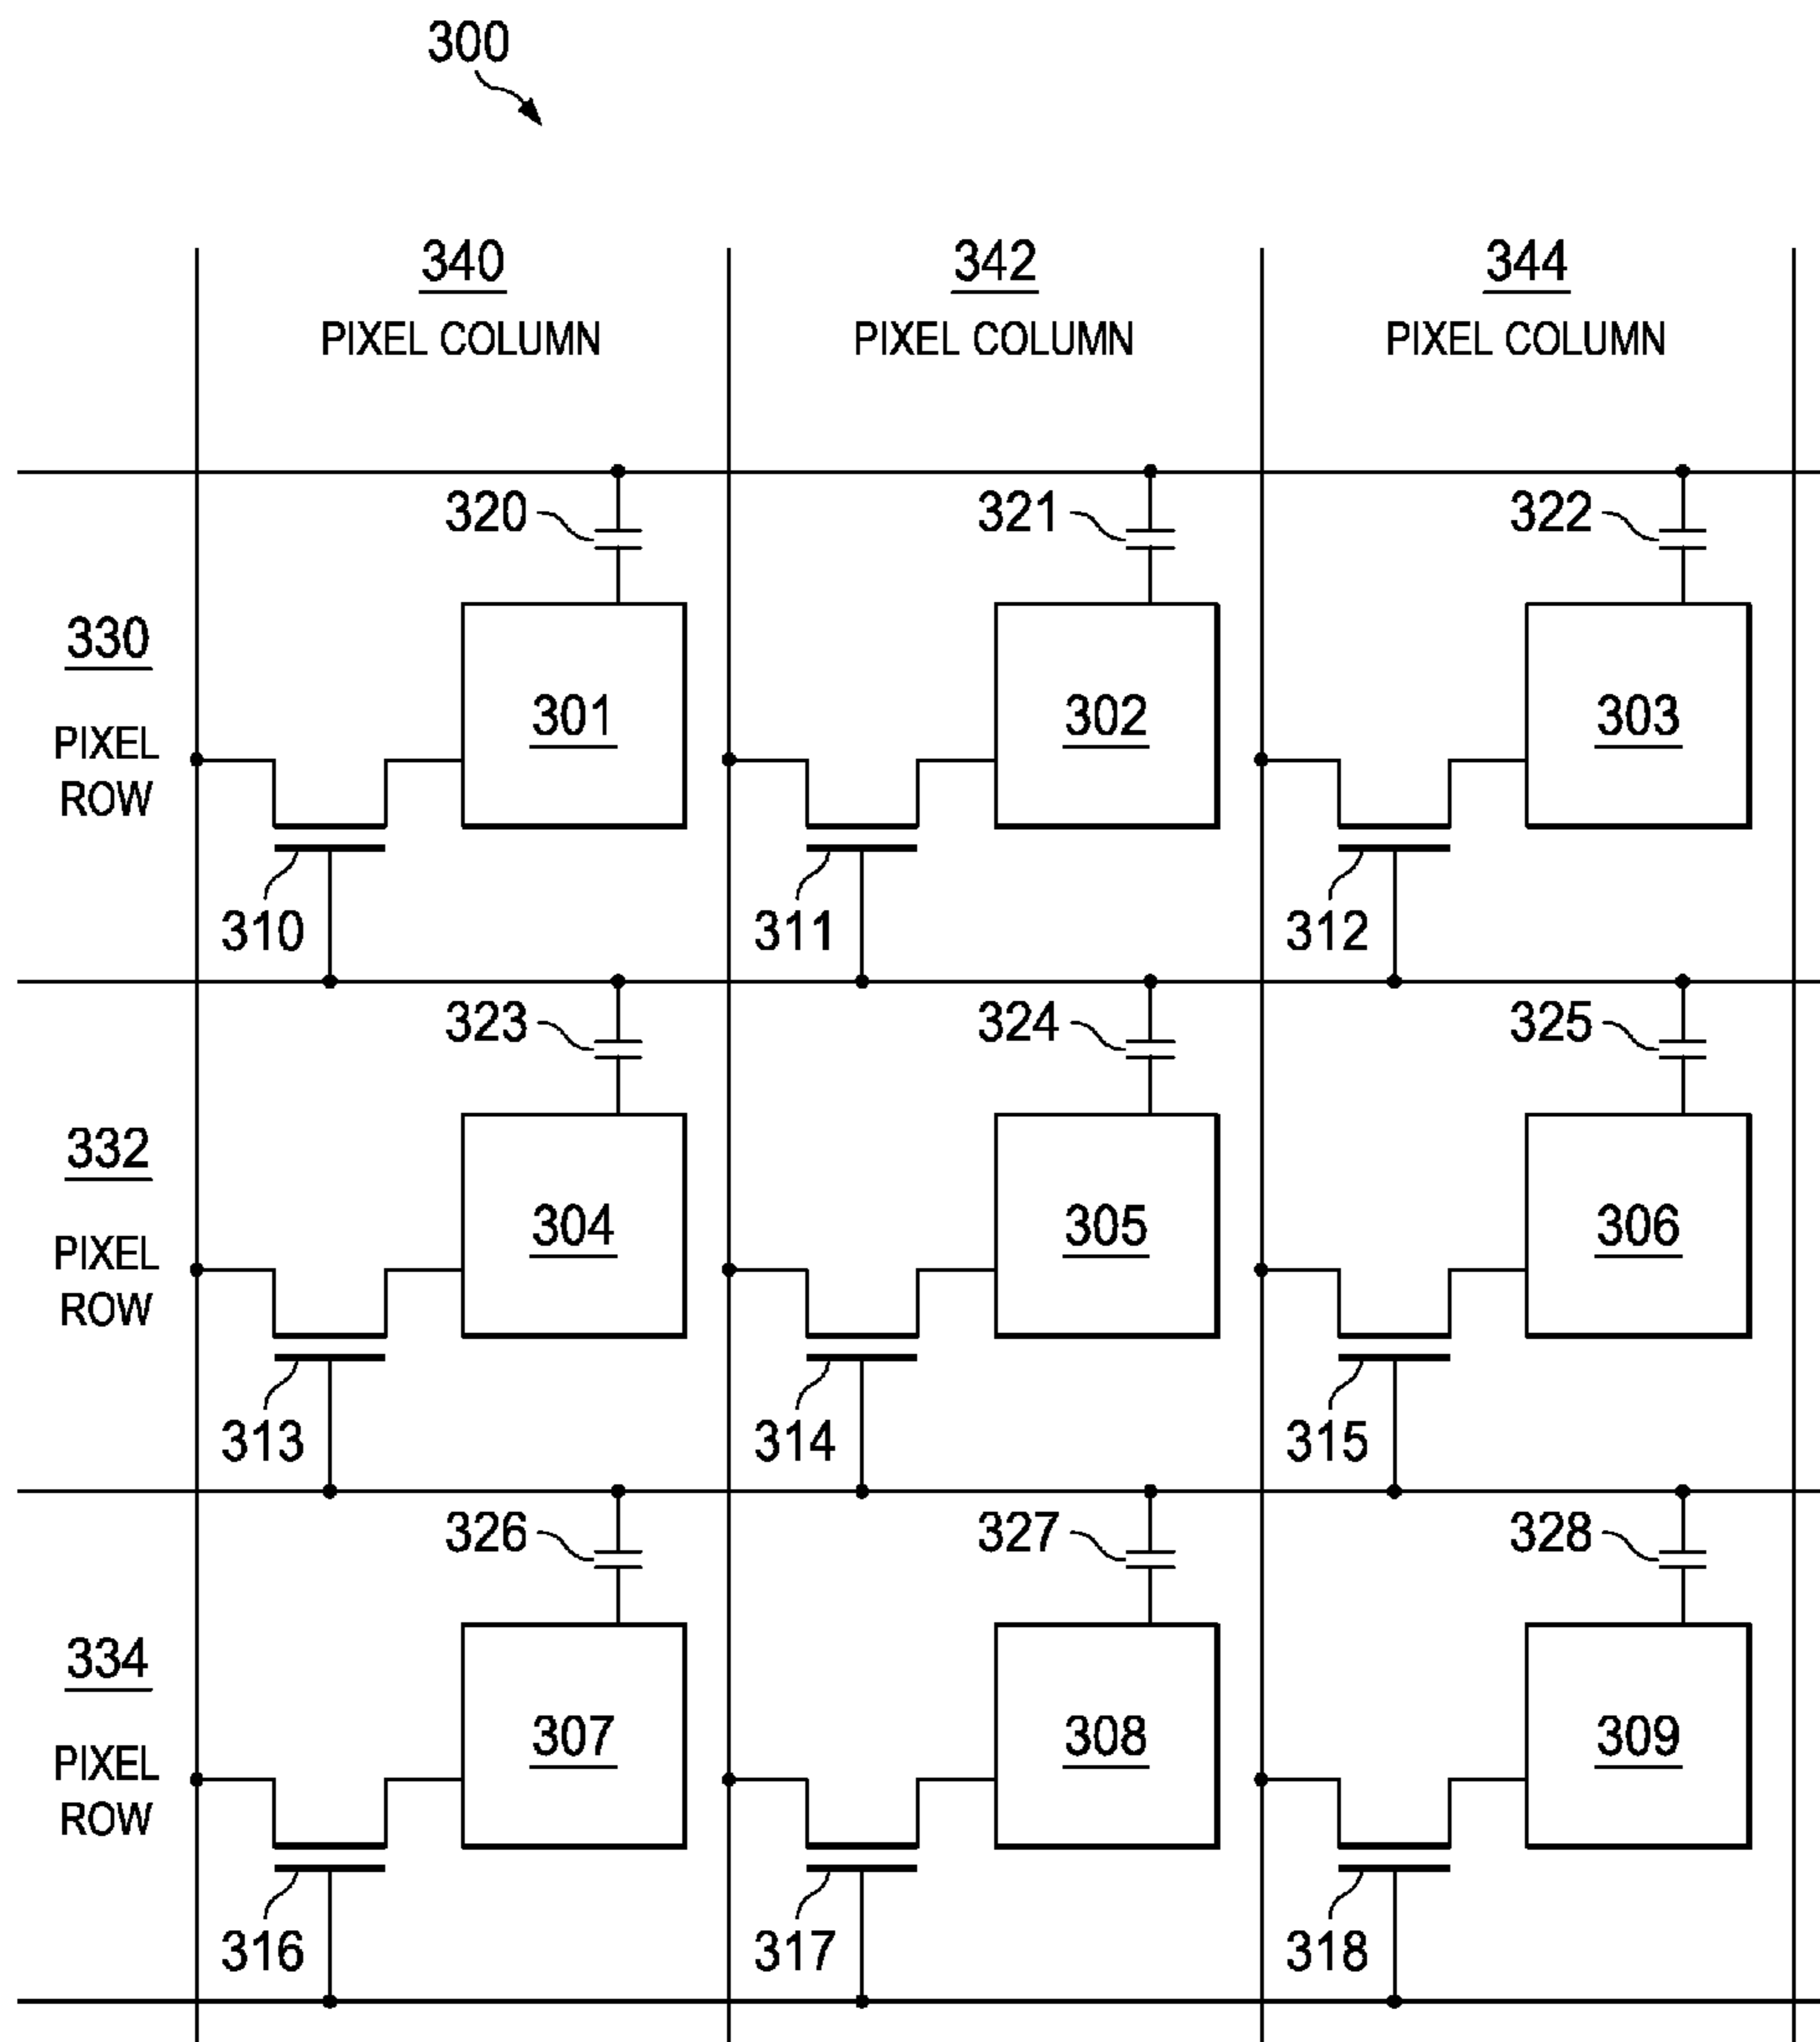 300
340 342 344
PIXEL COLUMN PIXEL COLUMN PIXEL COLUMN
320 321 322
330
301 302 303
PIXEL
ROW
310 311 312
323 324 325
332
304 305 306
PIXEL
ROW
313 314 315
326 327 328
334
307 308 309
PIXEL
ROW
316 317 318